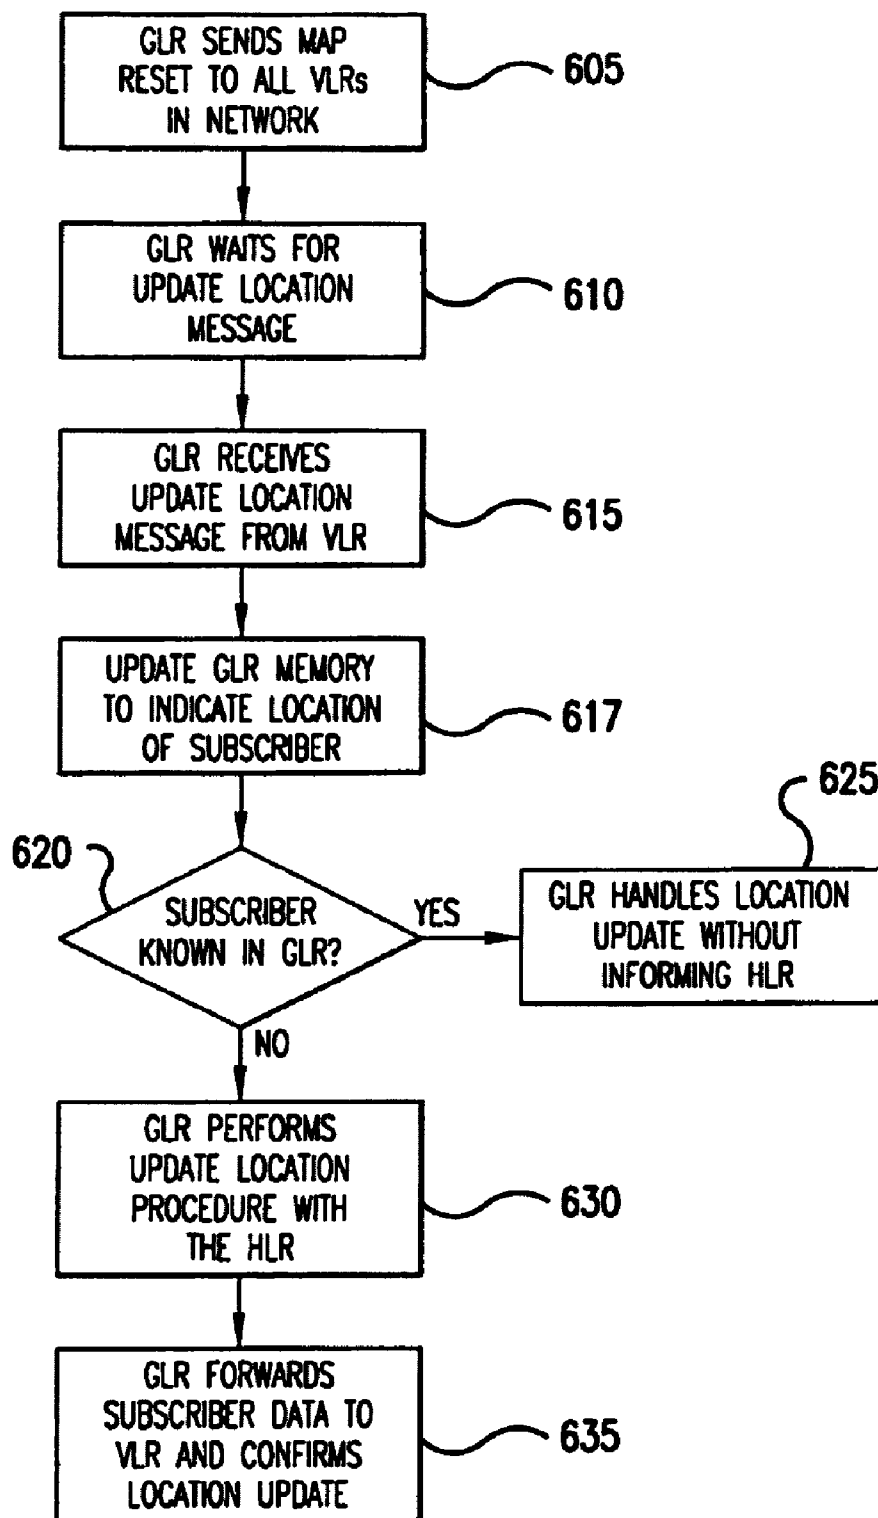 GLR SENDS MAP
RESET TO ALL VLRs
IN NETWORK
605
GLR WAITS FOR
UPDATE LOCATION
MESSAGE
610
GLR RECEIVES
UPDATE LOCATION
MESSAGE FROM VLR
615
UPDATE GLR MEMORY
TO INDICATE LOCATION
OF SUBSCRIBER
617
620
SUBSCRIBER
KNOWN IN GLR?
YES
625
GLR HANDLES LOCATION
UPDATE WITHOUT
INFORMING HLR
NO
GLR PERFORMS
UPDATE LOCATION
PROCEDURE WITH
THE HLR
630
GLR FORWARDS
SUBSCRIBER DATA TO
VLR AND CONFIRMS
LOCATION UPDATE
635